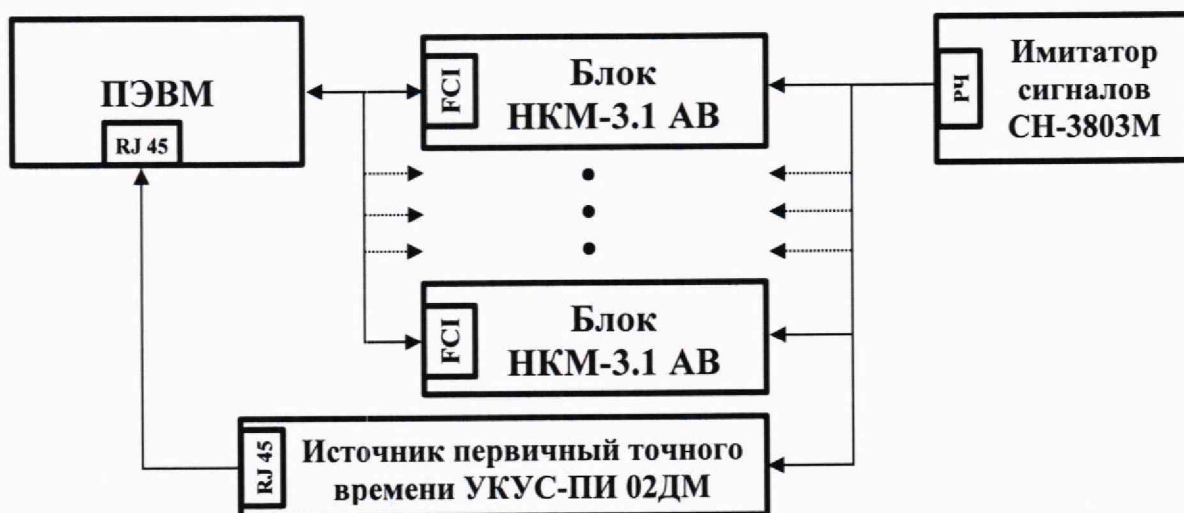 ПЭВМ
RJ 45
FCI
Блок
НКМ-3.1 АВ
РЧ
Имитатор
сигналов
СН-3803М
FCI
Блок
НКМ-3.1 АВ
RJ 45
Источник первичный точного
времени УКУС-ПИ 02ДМ